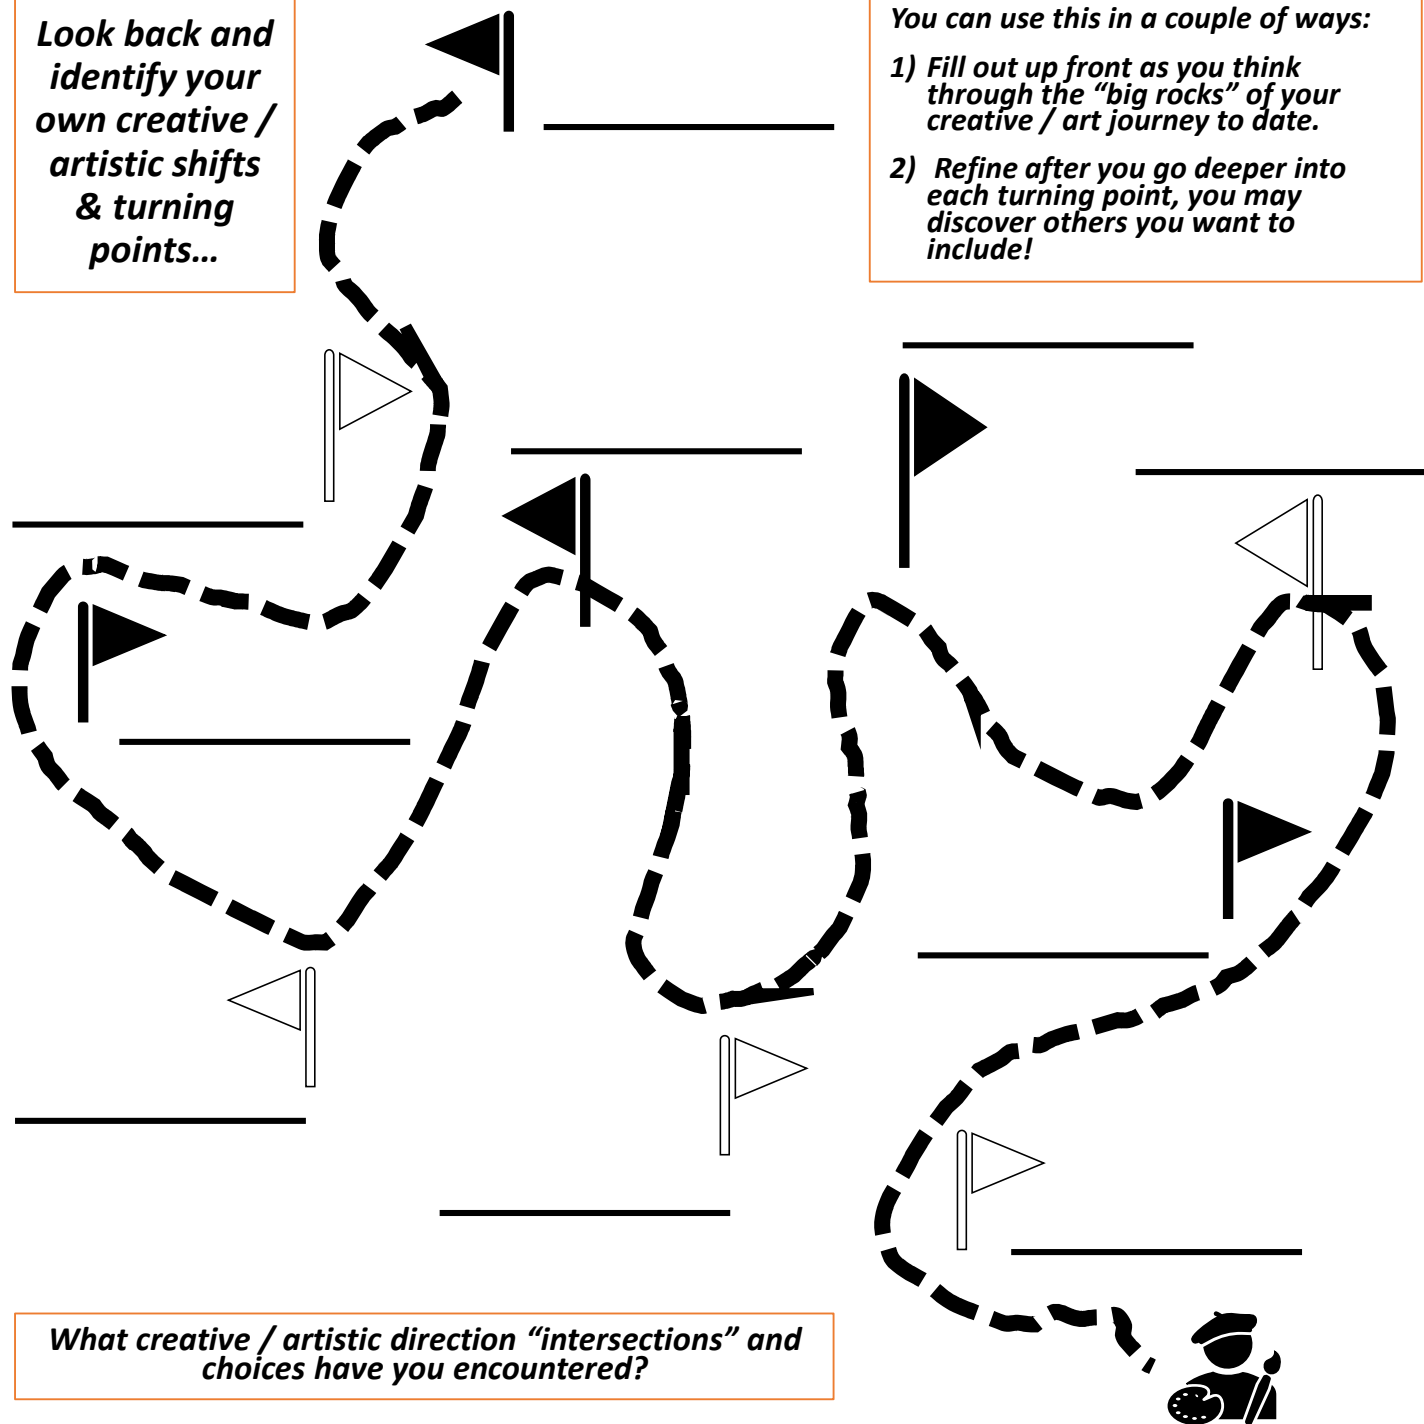 Look back and
identify your
own creative /
artistic shifts
& turning
points…
You can use this in a couple of ways:
1) Fill out up front as you think
through the “big rocks” of your
creative / art journey to date.
2) Refine after you go deeper into
each turning point, you may
discover others you want to
include!
What creative / artistic direction “intersections” and
choices have you encountered?